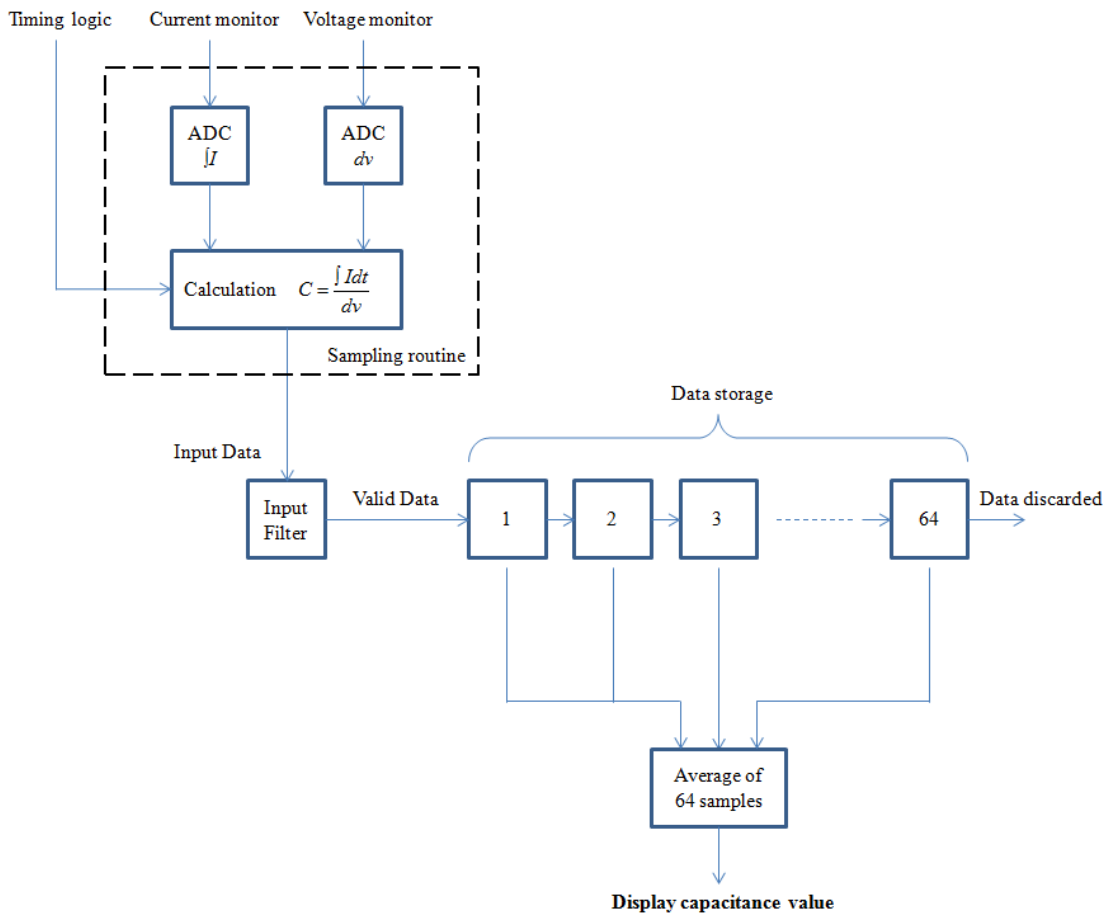 Timing logic
Current monitor
Voltage monitor
ADC
∫I
ADC
dv
Calculation C = ∫ Idt / dv
Sampling routine
Data storage
Input Data
Input
Filter
Valid Data
1
2
3
64
Data discarded
Average of
64 samples
Display capacitance value